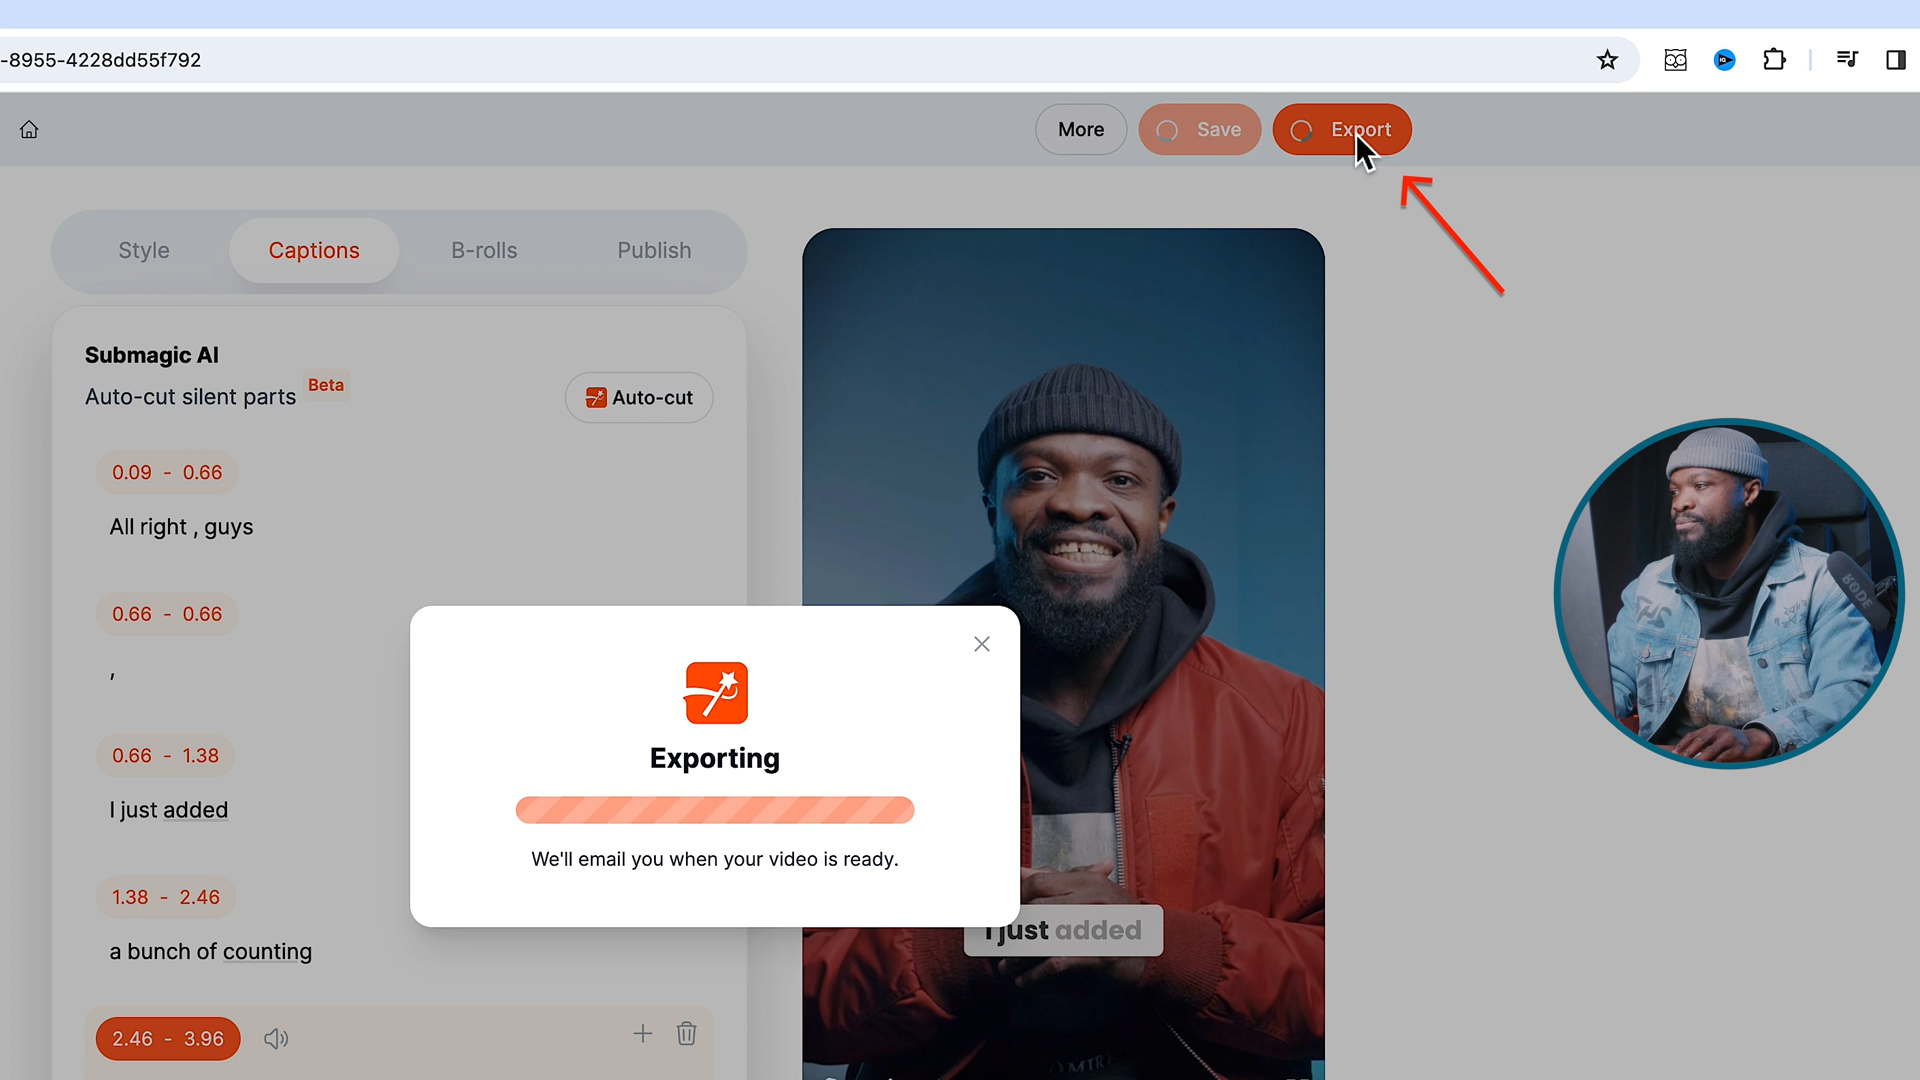 -8955-4228dd55f792
More
Save
Export
Style
Captions
B-rolls
Publish
Submagic AI
Auto-cut silent parts
Beta
Auto-cut
0.09 - 0.66
All right , guys
0.66 - 0.66
,
0.66 - 1.38
I just added
1.38 - 2.46
a bunch of counting
2.46 - 3.96
Exporting
We'll email you when your video is ready.
I just added
RODE